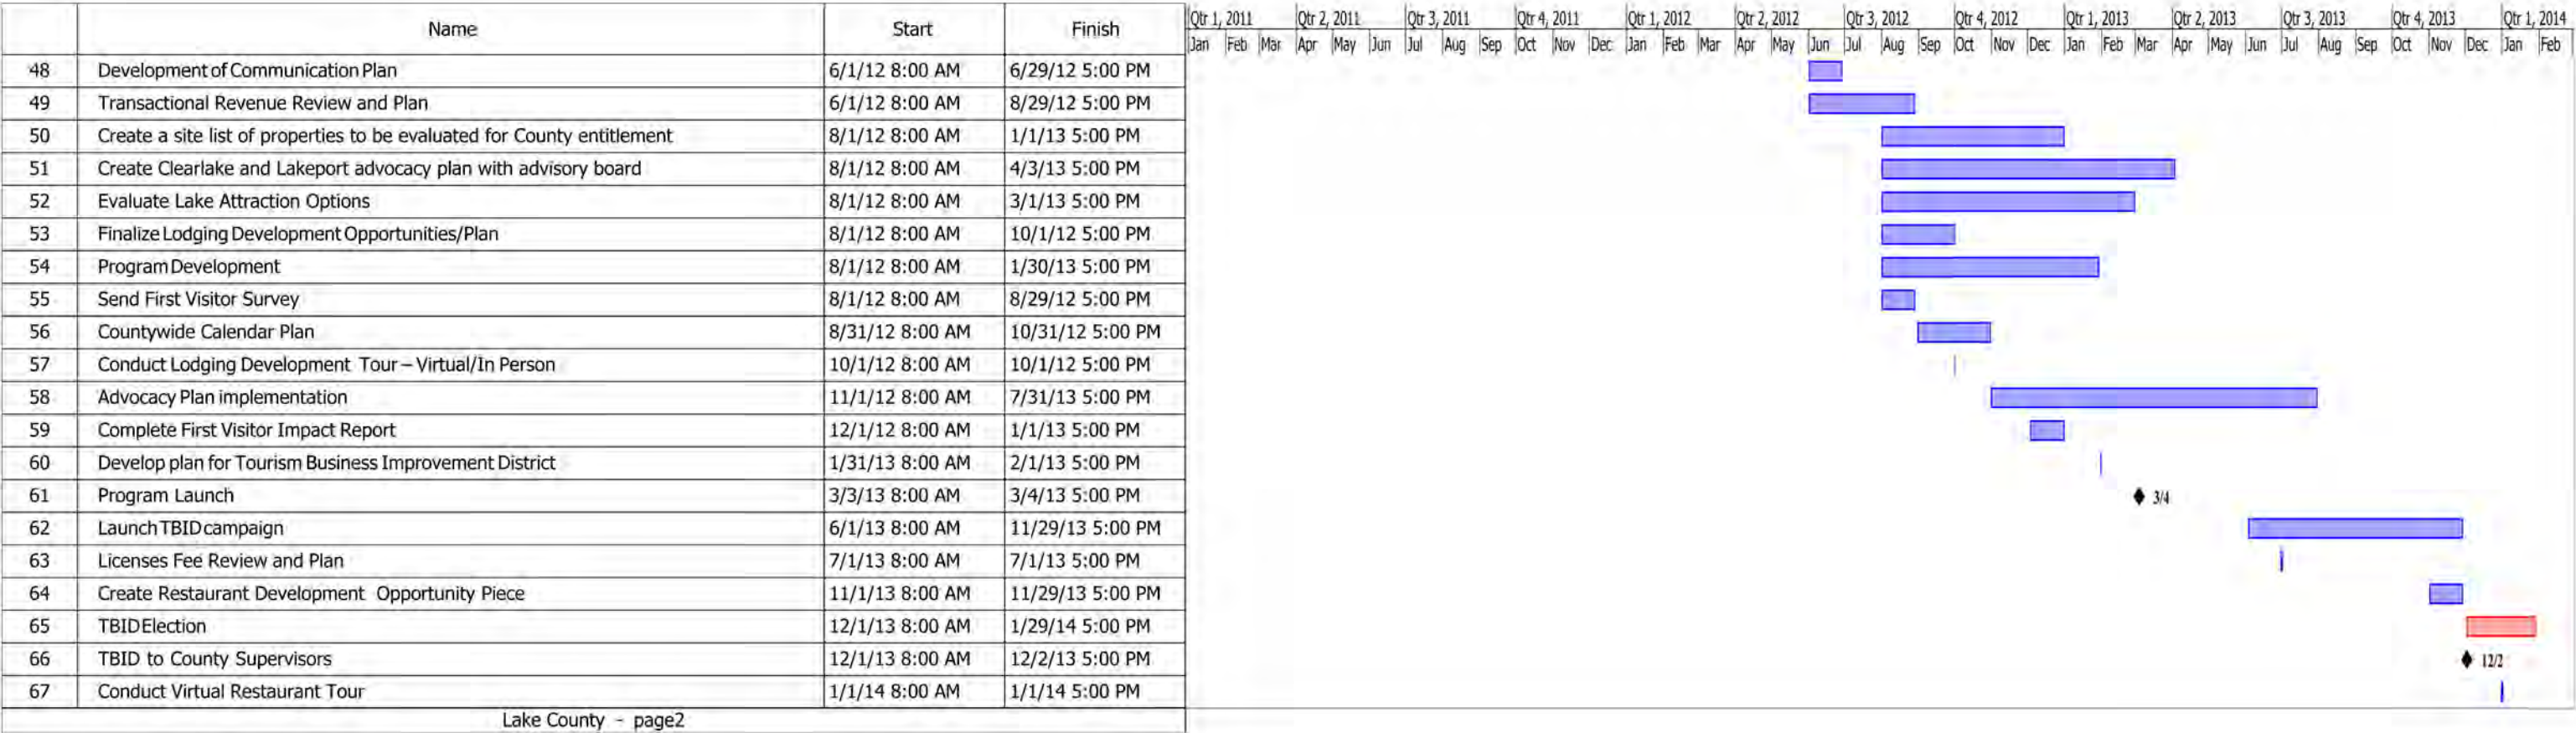 Name Start Finish
Qtr 1, 2011 Qtr 2, 2011 Qtr 3, 2011 Qtr 4, 2011 Qtr 1, 2012 Qtr 2, 2012 Qtr 3, 2012 Qtr 4, 2012 Qtr 1, 2013 Qtr 2, 2013 Qtr 3, 2013 Qtr 4, 2013 Qtr 1, 2014
Jan Feb Mar Apr May Jun Jul Aug Sep Oct Nov Dec Jan Feb Mar Apr May Jun Jul Aug Sep Oct Nov Dec Jan Feb Mar Apr May Jun Jul Aug Sep Oct Nov Dec Jan Feb
48 Development of Communication Plan 6/1/12 8:00 AM 6/29/12 5:00 PM
49 Transactional Revenue Review and Plan 6/1/12 8:00 AM 8/29/12 5:00 PM
50 Create a site list of properties to be evaluated for County entitlement 8/1/12 8:00 AM 1/1/13 5:00 PM
51 Create Clearlake and Lakeport advocacy plan with advisory board 8/1/12 8:00 AM 4/3/13 5:00 PM
52 Evaluate Lake Attraction Options 8/1/12 8:00 AM 3/1/13 5:00 PM
53 Finalize Lodging Development Opportunities/Plan 8/1/12 8:00 AM 10/1/12 5:00 PM
54 Program Development 8/1/12 8:00 AM 1/30/13 5:00 PM
55 Send First Visitor Survey 8/1/12 8:00 AM 8/29/12 5:00 PM
56 Countywide Calendar Plan 8/31/12 8:00 AM 10/31/12 5:00 PM
57 Conduct Lodging Development Tour – Virtual/In Person 10/1/12 8:00 AM 10/1/12 5:00 PM
58 Advocacy Plan implementation 11/1/12 8:00 AM 7/31/13 5:00 PM
59 Complete First Visitor Impact Report 12/1/12 8:00 AM 1/1/13 5:00 PM
60 Develop plan for Tourism Business Improvement District 1/31/13 8:00 AM 2/1/13 5:00 PM
61 Program Launch 3/3/13 8:00 AM 3/4/13 5:00 PM 3/4
62 Launch TBID campaign 6/1/13 8:00 AM 11/29/13 5:00 PM
63 Licenses Fee Review and Plan 7/1/13 8:00 AM 7/1/13 5:00 PM
64 Create Restaurant Development Opportunity Piece 11/1/13 8:00 AM 11/29/13 5:00 PM
65 TBID Election 12/1/13 8:00 AM 1/29/14 5:00 PM
66 TBID to County Supervisors 12/1/13 8:00 AM 12/2/13 5:00 PM 12/2
67 Conduct Virtual Restaurant Tour 1/1/14 8:00 AM 1/1/14 5:00 PM
Lake County - page2